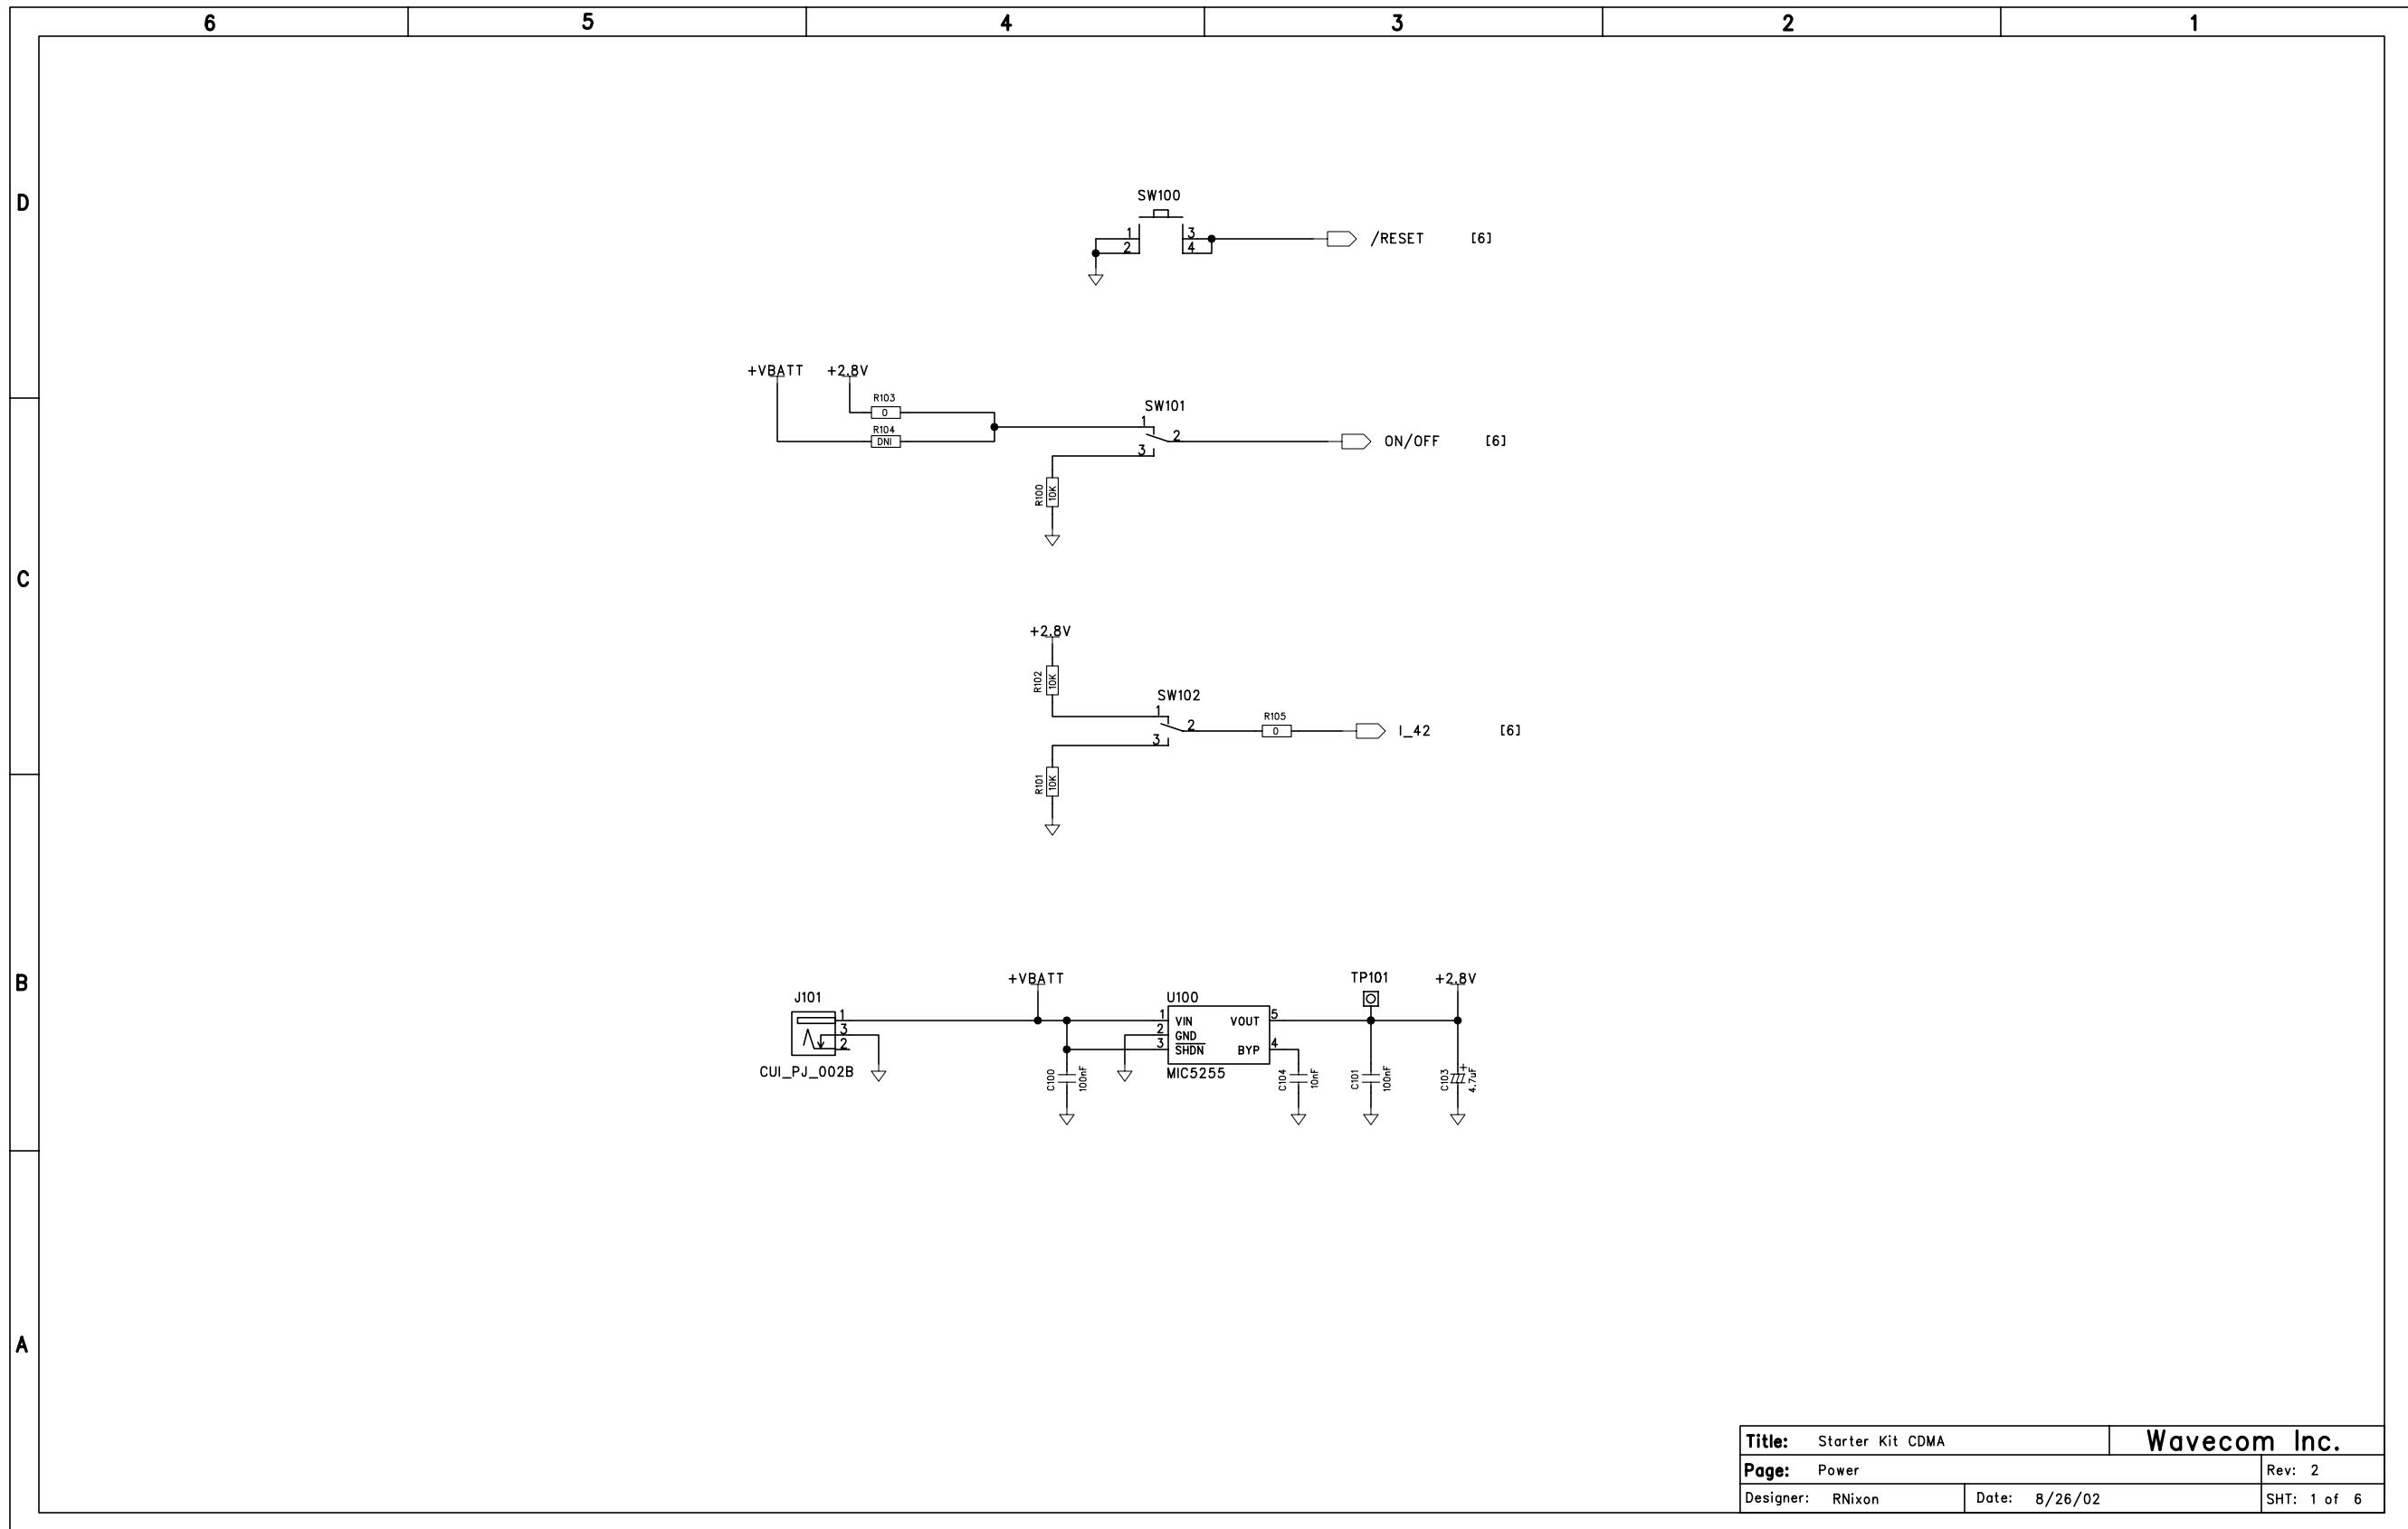 6 5 4 3 2 1
D
SW100
1 3 /RESET [6]
2 4
+VBATT +2.8V
R103
0
SW101
R104
DNI
1
2 ON/OFF [6]
3
R100 10K
C
+2.8V
R102 10K
SW102
1
R105
0
2 I_42 [6]
3
R101 10K
B
+VBATT TP101 +2.8V
J101 U100
1 1 VIN VOUT 5
3 2 GND
2 3 SHDN BYP 4
CUI_PJ_002B MIC5255
C100 100nF C104 10nF C101 100nF C103 + 4.7uF
A
Title: Starter Kit CDMA Wavecom Inc.
Page: Power Rev: 2
Designer: RNixon Date: 8/26/02 SHT: 1 of 6